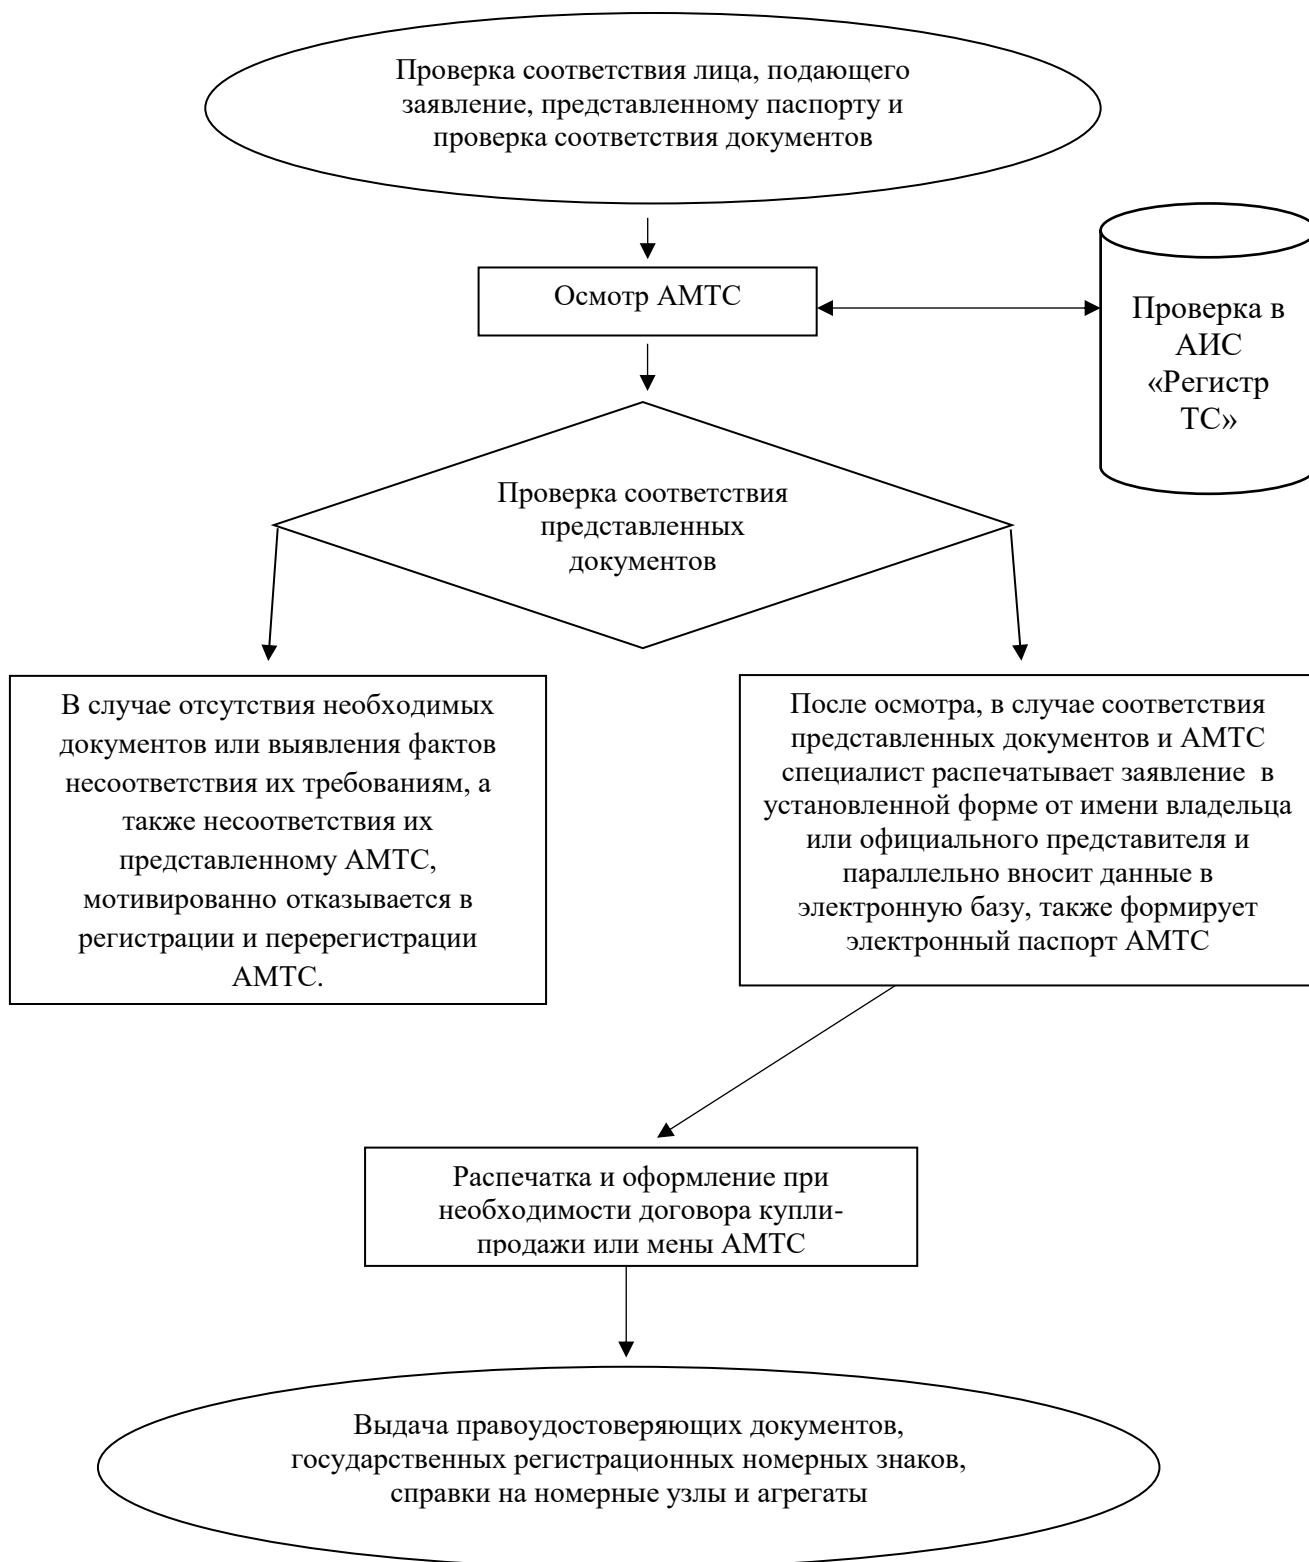 Проверка соответствия лица, подающего
заявление, представленному паспорту и
проверка соответствия документов
Осмотр АМТС
Проверка в
АИС
«Регистр
ТС»
Проверка соответствия
представленных
документов
В случае отсутствия необходимых
документов или выявления фактов
несоответствия их требованиям, а
также несоответствия их
представленному АМТС,
мотивированно отказывается в
регистрации и перерегистрации
АМТС.
После осмотра, в случае соответствия
представленных документов и АМТС
специалист распечатывает заявление  в
установленной форме от имени владельца
или официального представителя и
параллельно вносит данные в
электронную базу, также формирует
электронный паспорт АМТС
Распечатка и оформление при
необходимости договора купли-
продажи или мены АМТС
Выдача правоудостоверяющих документов,
государственных регистрационных номерных знаков,
справки на номерные узлы и агрегаты